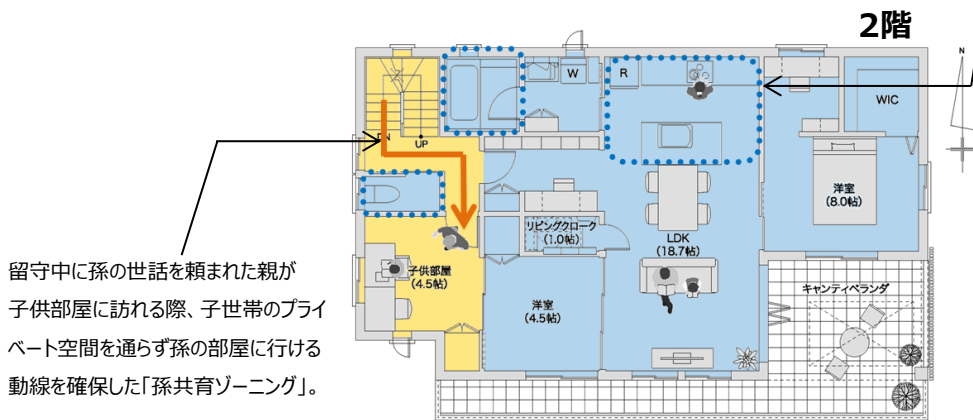 2階
N
W
R
WIC
DN
UP
洋室
(8.0帖)
リビングクローク
(1.0帖)
LDK
(18.7帖)
子供部屋
(4.5帖)
洋室
(4.5帖)
キャンティベランダ
留守中に孫の世話を頼まれた親が
子供部屋に訪れる際、子世帯のプライ
ベート空間を通らず孫の部屋に行ける
動線を確保した「孫共育ゾーニング」。